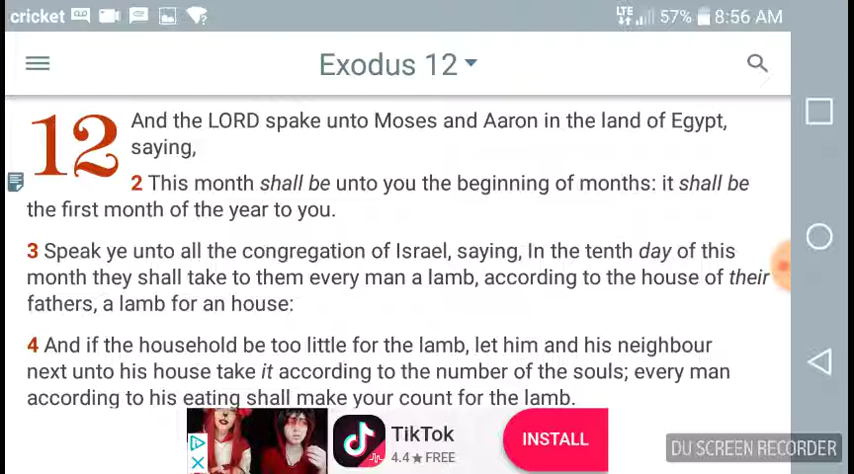 cricket LTE 57% 8:56 AM
Exodus 12
12 And the LORD spake unto Moses and Aaron in the land of Egypt,
saying,
2 This month shall be unto you the beginning of months: it shall be
the first month of the year to you.
3 Speak ye unto all the congregation of Israel, saying, In the tenth day of this
month they shall take to them every man a lamb, according to the house of their
fathers, a lamb for an house:
4 And if the household be too little for the lamb, let him and his neighbour
next unto his house take it according to the number of the souls; every man
according to his eating shall make your count for the lamb.
TikTok
4.4 ★ FREE
INSTALL
DU SCREEN RECORDER